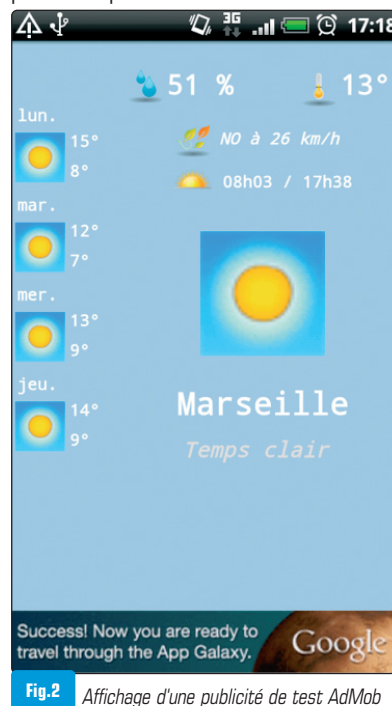 3G 17:18
51 % 13°
lun.
15°
8°
NO à 26 km/h
08h03 / 17h38
mar.
12°
7°
mer.
13°
9°
jeu.
14°
9°
Marseille
Temps clair
Success! Now you are ready to
travel through the App Galaxy.
Google
Fig.2 Affichage d'une publicité de test AdMob